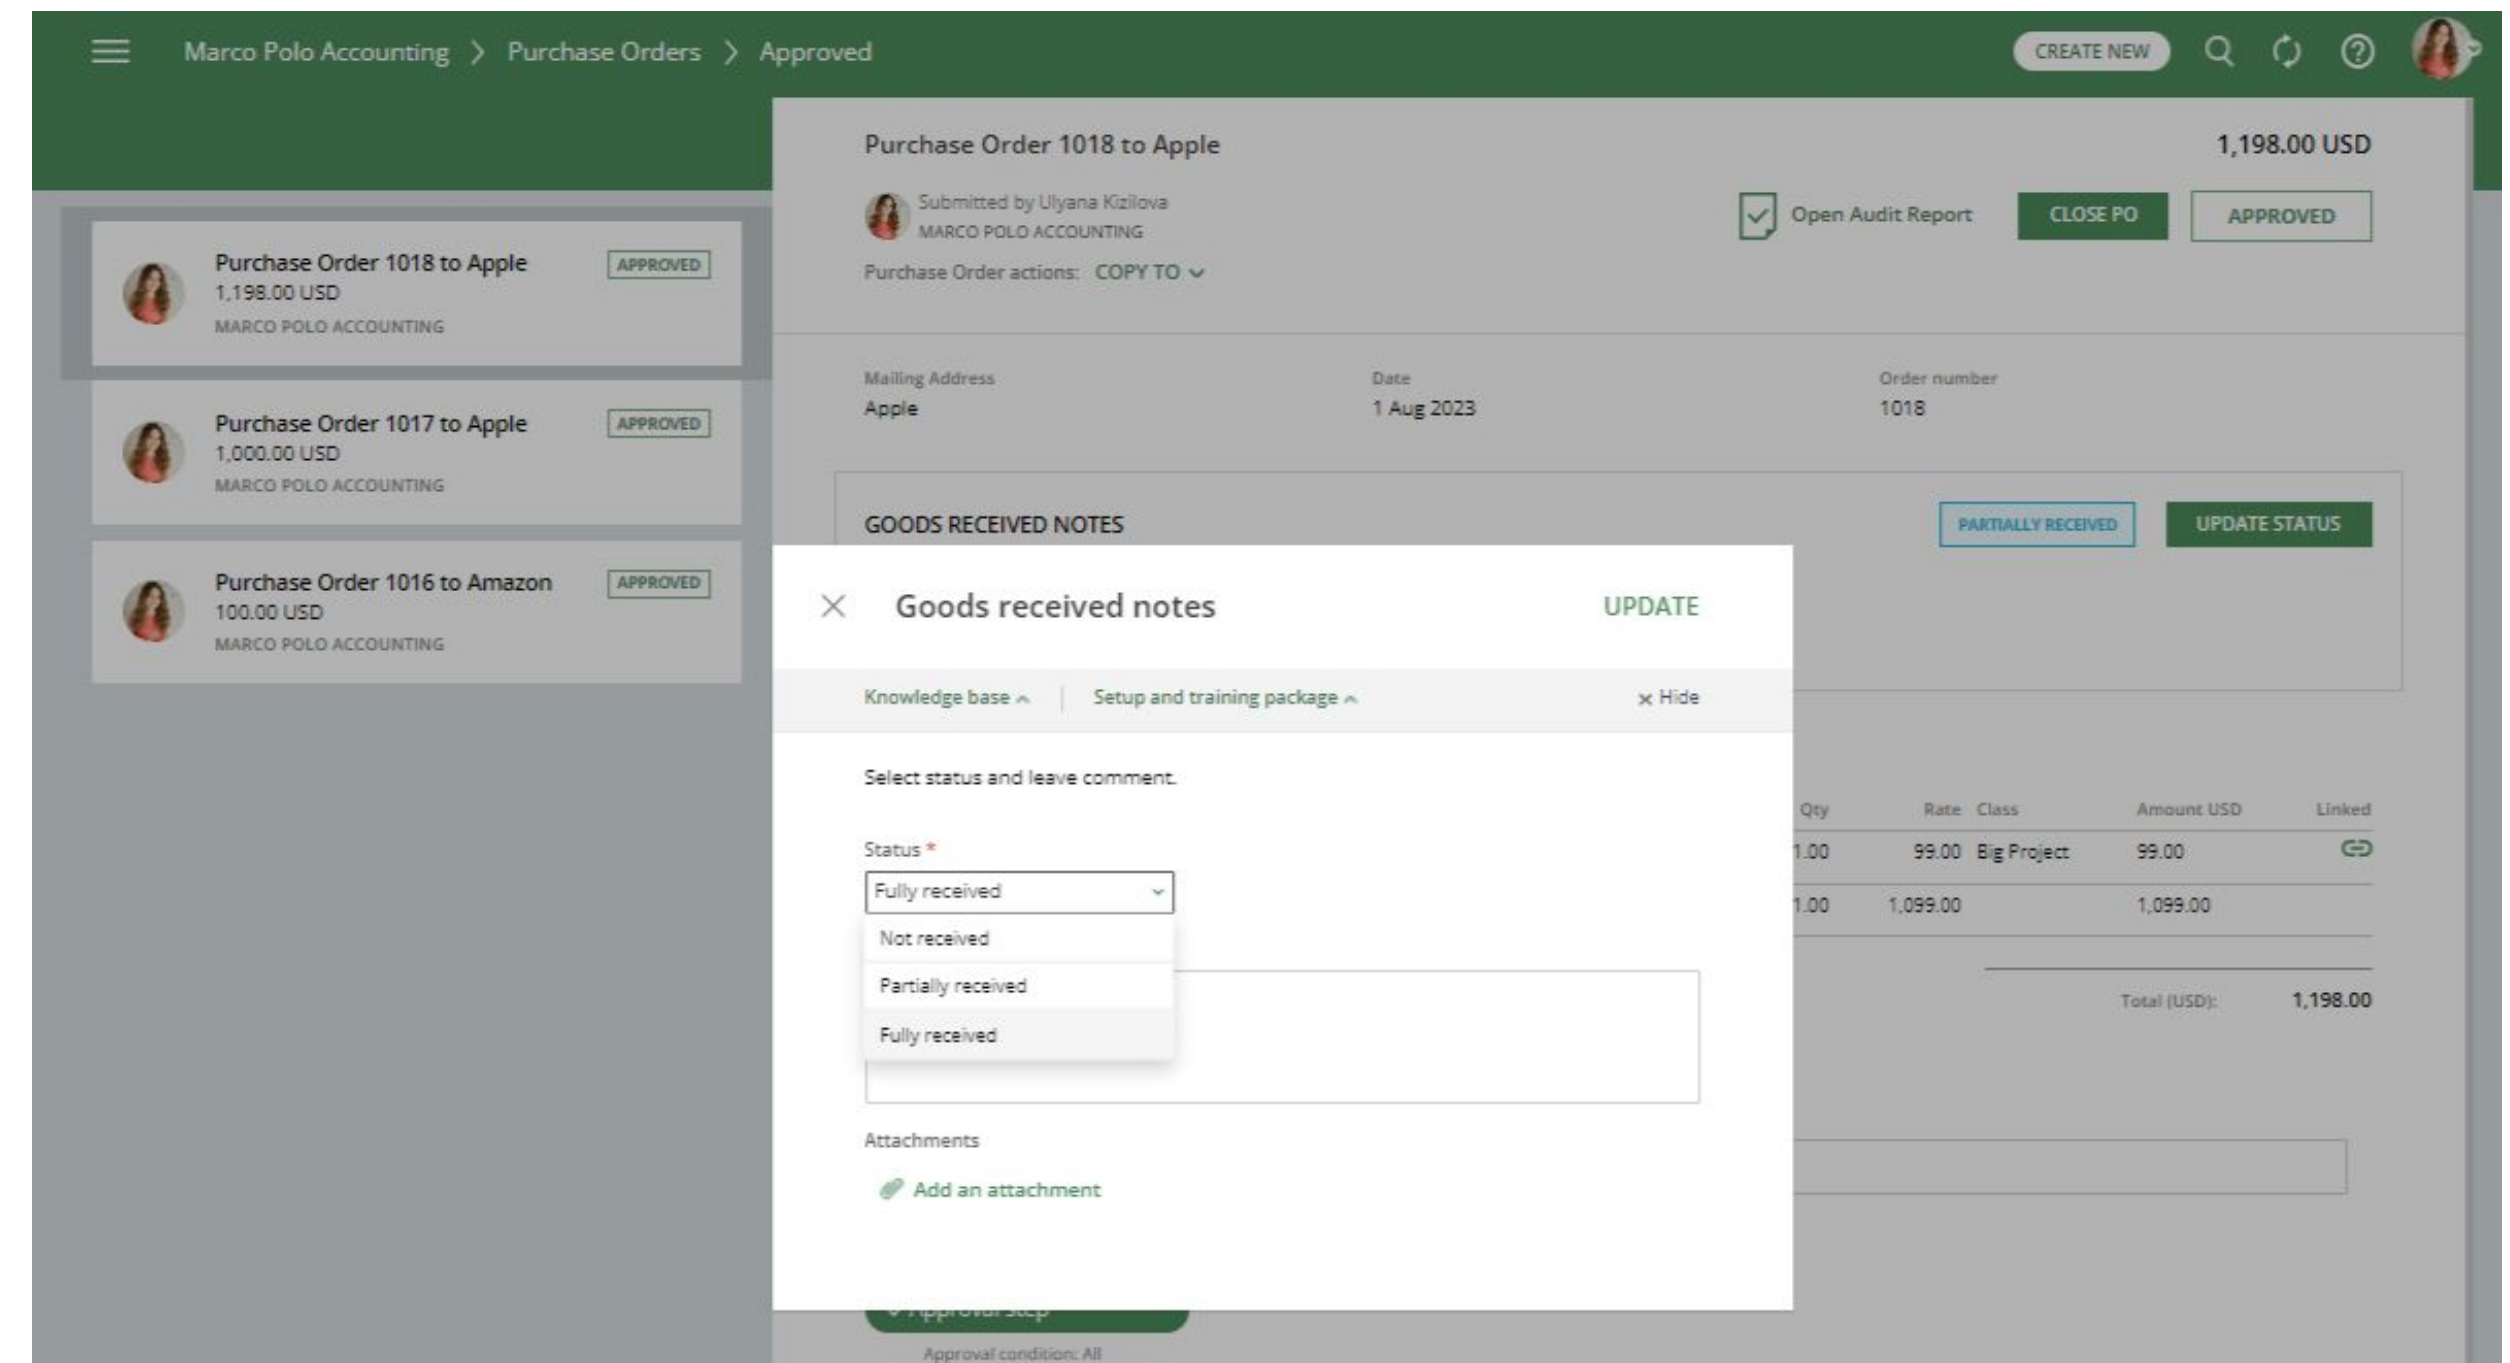 Marco Polo Accounting > Purchase Orders > Approved
CREATE NEW
Purchase Order 1018 to Apple
APPROVED
1,198.00 USD
MARCO POLO ACCOUNTING
Purchase Order 1017 to Apple
APPROVED
1,000.00 USD
MARCO POLO ACCOUNTING
Purchase Order 1016 to Amazon
APPROVED
100.00 USD
MARCO POLO ACCOUNTING
Purchase Order 1018 to Apple
1,198.00 USD
Submitted by Ulyana Kizilova
MARCO POLO ACCOUNTING
Open Audit Report
CLOSE PO
APPROVED
Purchase Order actions: COPY TO
Mailing Address
Apple
Date
1 Aug 2023
Order number
1018
GOODS RECEIVED NOTES
PARTIALLY RECEIVED
UPDATE STATUS
Goods received notes
UPDATE
Knowledge base
Setup and training package
× Hide
Select status and leave comment.
Status *
Fully received
Not received
Partially received
Fully received
Attachments
Add an attachment
Qty Rate Class Amount USD Linked
1.00 99.00 Big Project 99.00
1.00 1,099.00 1,099.00
Total (USD): 1,198.00
Approval step
Approval condition: All